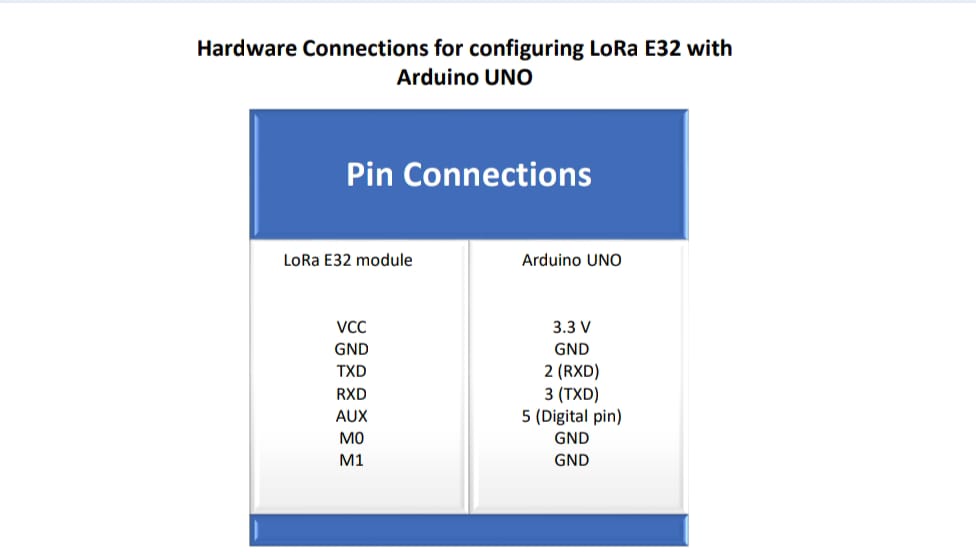 Hardware Connections for configuring LoRa E32 with
Arduino UNO
Pin Connections
LoRa E32 module Arduino UNO
VCC 3.3 V
GND GND
TXD 2 (RXD)
RXD 3 (TXD)
AUX 5 (Digital pin)
M0 GND
M1 GND